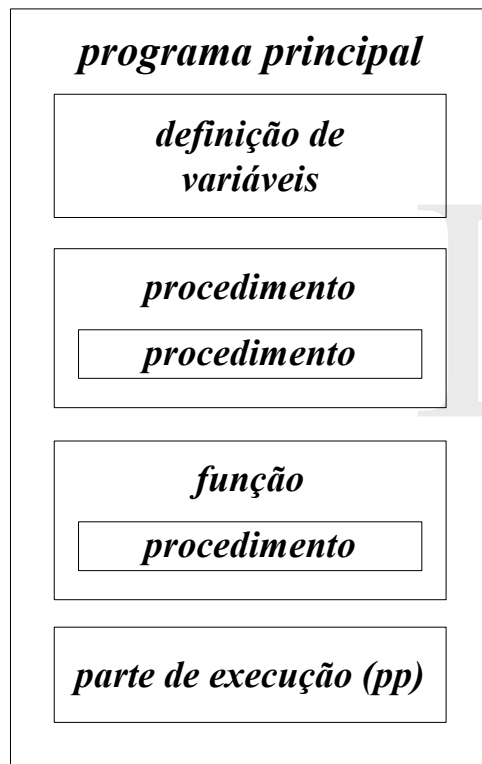 programa principal
definição de
variáveis
procedimento
procedimento
função
procedimento
parte de execução (pp)